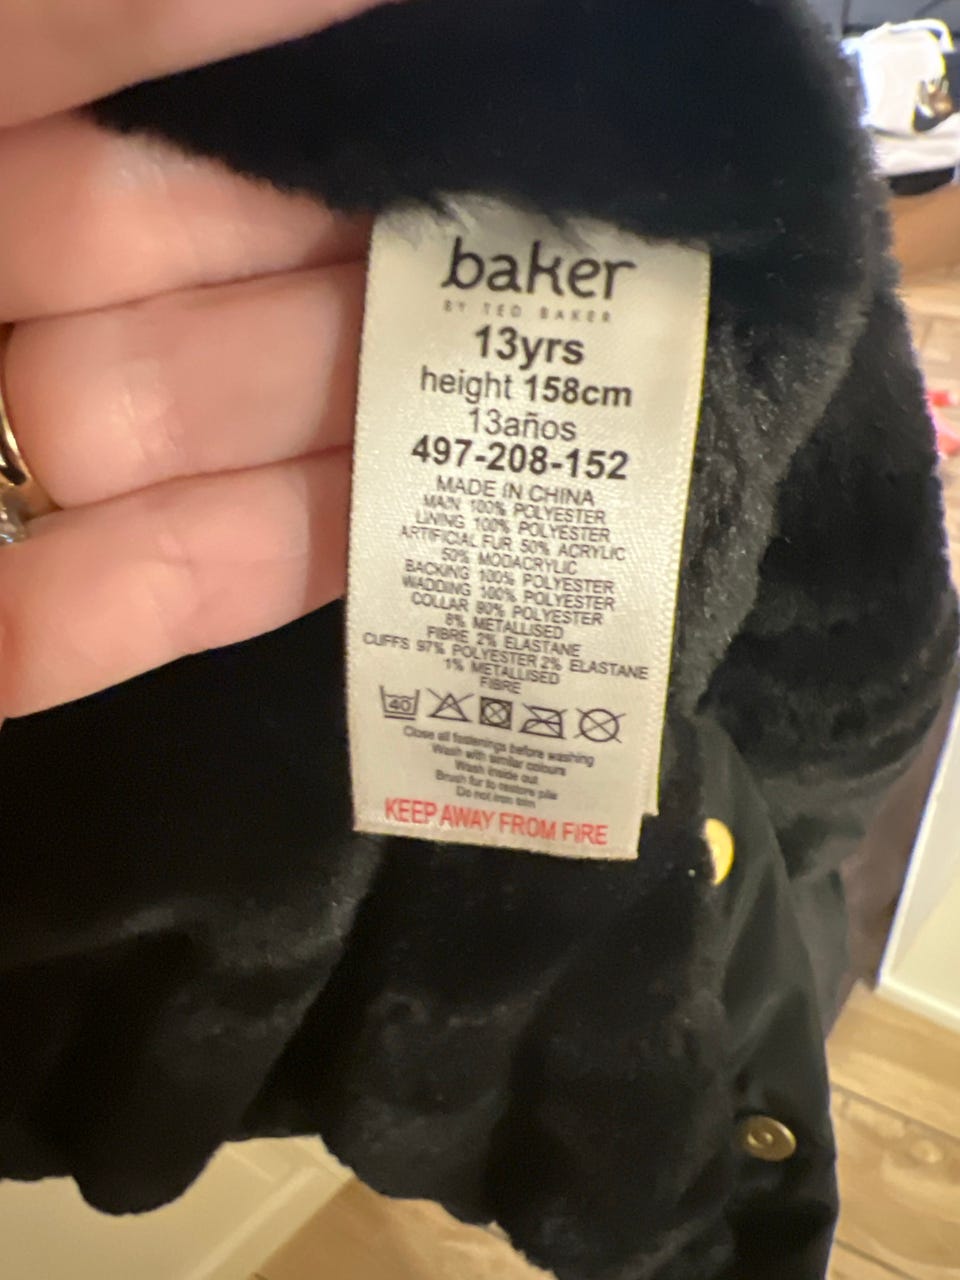 baker
BY TED BAKER
13yrs
height 158cm
13años
497-208-152
MADE IN CHINA
MAIN 100% POLYESTER
LINING 100% POLYESTER
ARTIFICIAL FUR 50% ACRYLIC
50% MODACRYLIC
BACKING 100% POLYESTER
WADDING 100% POLYESTER
COLLAR 90% POLYESTER
8% METALLISED
FIBRE 2% ELASTANE
CUFFS 97% POLYESTER 2% ELASTANE
1% METALLISED
FIBRE
40
Close all fastenings before washing
Wash with similar colours
Wash inside out
Brush fur to restore pile
Do not iron trim
KEEP AWAY FROM FIRE